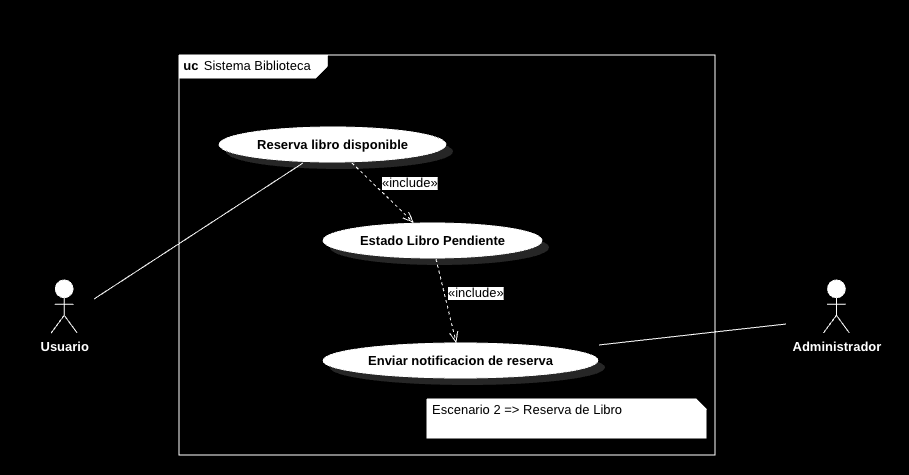 uc Sistema Biblioteca
Reserva libro disponible
«include»
Estado Libro Pendiente
«include»
Usuario
Administrador
Enviar notificacion de reserva
Escenario 2 => Reserva de Libro